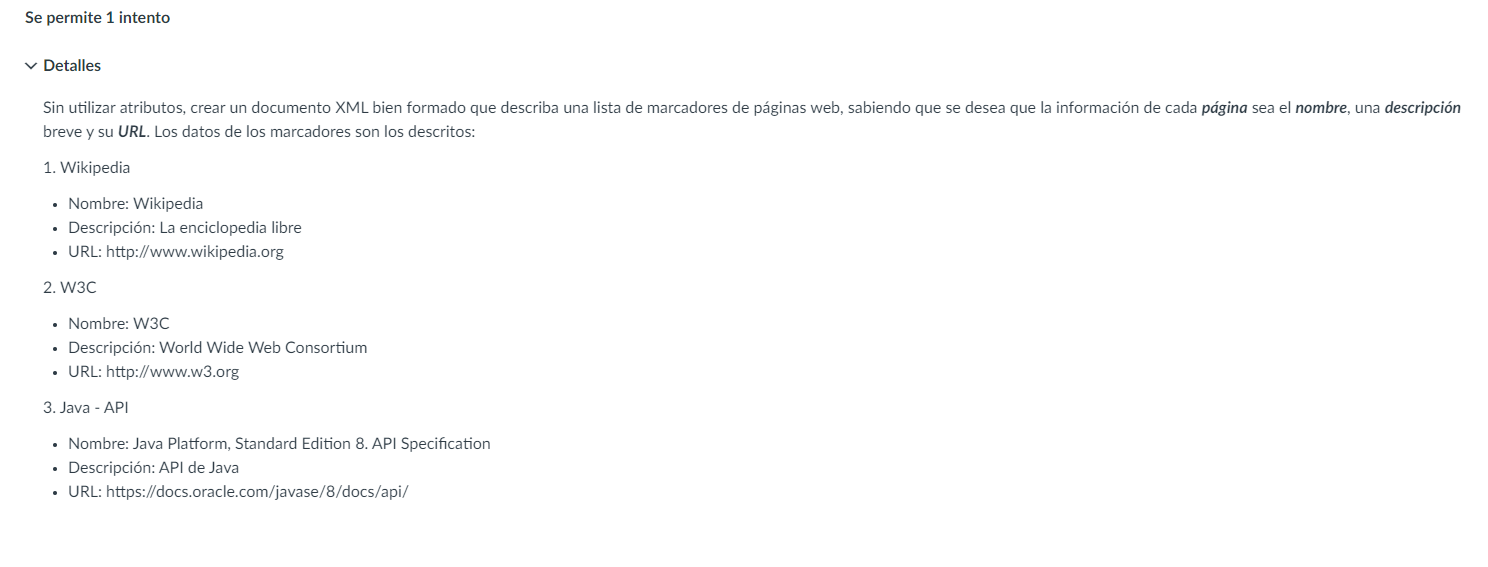 Se permite 1 intento
Detalles
Sin utilizar atributos, crear un documento XML bien formado que describa una lista de marcadores de páginas web, sabiendo que se desea que la información de cada página sea el nombre, una descripción
breve y su URL. Los datos de los marcadores son los descritos:
1. Wikipedia
• Nombre: Wikipedia
• Descripción: La enciclopedia libre
• URL: http://www.wikipedia.org
2. W3C
• Nombre: W3C
• Descripción: World Wide Web Consortium
• URL: http://www.w3.org
3. Java - API
• Nombre: Java Platform, Standard Edition 8. API Specification
• Descripción: API de Java
• URL: https://docs.oracle.com/javase/8/docs/api/